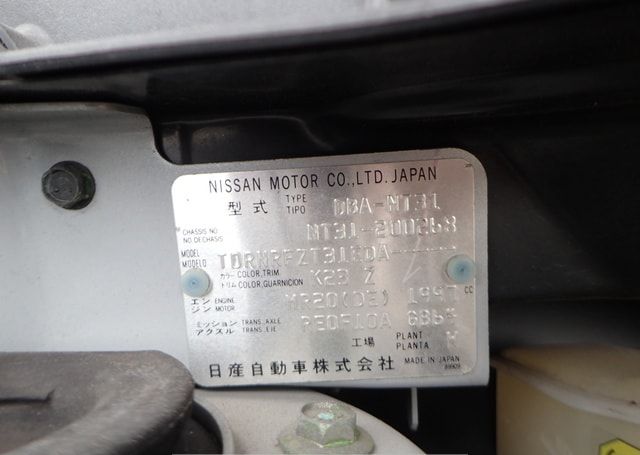 NISSAN MOTOR CO.,LTD. JAPAN
型式 TYPE TIPO DBA-NT31
CHASSIS NO NO.DECHASIS NT31-200268
MODEL MODELO TDRNRFZT31EDA-------
カラー COLOR,TRIM トリム COLOR,GUARNICION K23 Z
エンジン ENGINE MOTOR MR20(DE) 1997 CC
ミッション アクスル TRANS. AXLE TRANS. EJE RE0F10A
工場 PLANT PLANTA
MADE IN JAPAN
日産自動車株式会社